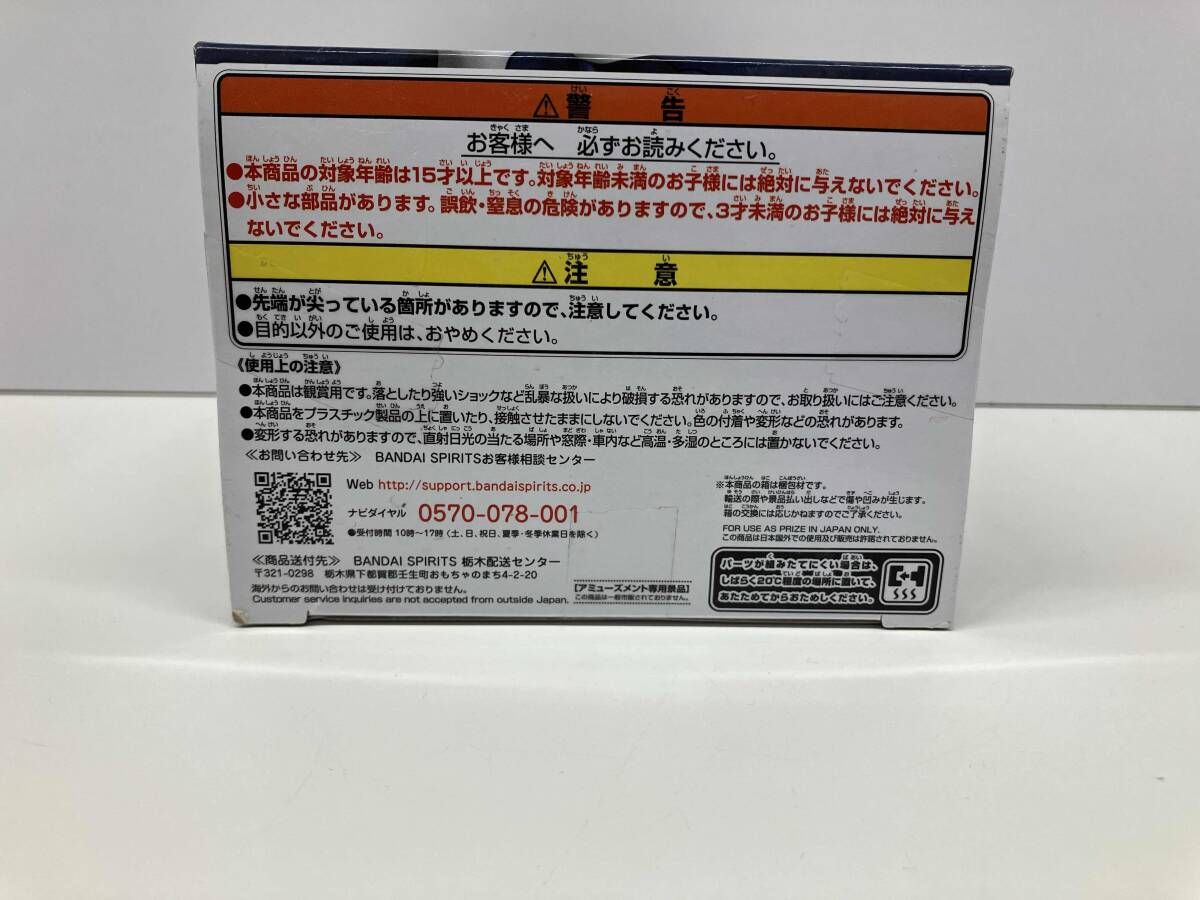 ⚠警告
お客様へ 必ずお読みください。
●本商品の対象年齢は15才以上です。対象年齢未満のお子様には絶対に与えないでください。
●小さな部品があります。誤飲・窒息の危険がありますので、3才未満のお子様には絶対に与え
ないでください。
⚠注意
●先端が尖っている箇所がありますので、注意してください。
●目的以外のご使用は、おやめください。
《使用上の注意》
●本商品は観賞用です。落としたり強いショックなど乱暴な扱いにより破損する恐れがありますので、お取り扱いにはご注意ください。
●本商品をプラスチック製品の上に置いたり、接触させたままにしないでください。色の付着や変形などの恐れがあります。
●変形する恐れがありますので、直射日光の当たる場所や窓際・車内など高温・多湿のところには置かないでください。
≪お問い合わせ先≫ BANDAI SPIRITSお客様相談センター
Web http://support.bandaispirits.co.jp
ナビダイヤル 0570-078-001
●受付時間 10時〜17時(土、日、祝日、夏季・冬季休業日を除く)
≪商品送付先≫ BANDAI SPIRITS 栃木配送センター
〒321-0298 栃木県下都賀郡壬生町おもちゃのまち4-2-20
海外からのお問い合わせは受け付けておりません。
Customer service inquiries are not accepted from outside Japan.
[アミューズメント専用景品]
この商品は一般市販されておりません。
※本商品の箱は梱包材です。
輸送の際や景品払い出しなどで傷や凹みが生じます。
箱の交換には応じかねますのでご了承ください。
FOR USE AS PRIZE IN JAPAN ONLY.
この商品は日本国外での使用及び販売は許諾されておりません。
パーツが組みたてにくい場合は、
しばらく20℃程度の場所に置いて、
あたためてからおためしください。